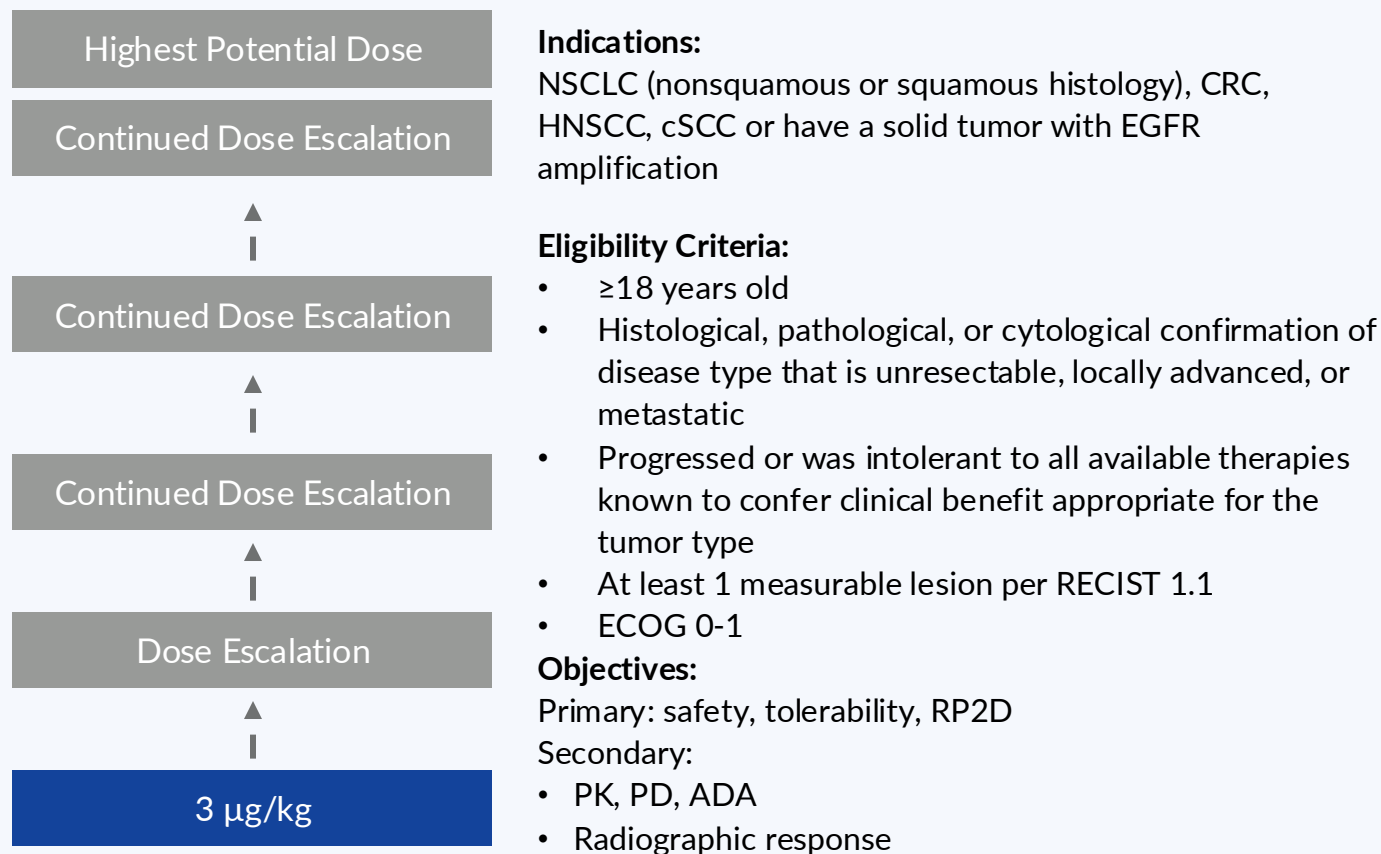 Highest Potential Dose
Continued Dose Escalation
Continued Dose Escalation
Continued Dose Escalation
Dose Escalation
3 µg/kg
Indications:
NSCLC (nonsquamous or squamous histology), CRC,
HNSCC, cSCC or have a solid tumor with EGFR
amplification
Eligibility Criteria:
• ≥18 years old
• Histological, pathological, or cytological confirmation of
disease type that is unresectable, locally advanced, or
metastatic
• Progressed or was intolerant to all available therapies
known to confer clinical benefit appropriate for the
tumor type
• At least 1 measurable lesion per RECIST 1.1
• ECOG 0-1
Objectives:
Primary: safety, tolerability, RP2D
Secondary:
• PK, PD, ADA
• Radiographic response